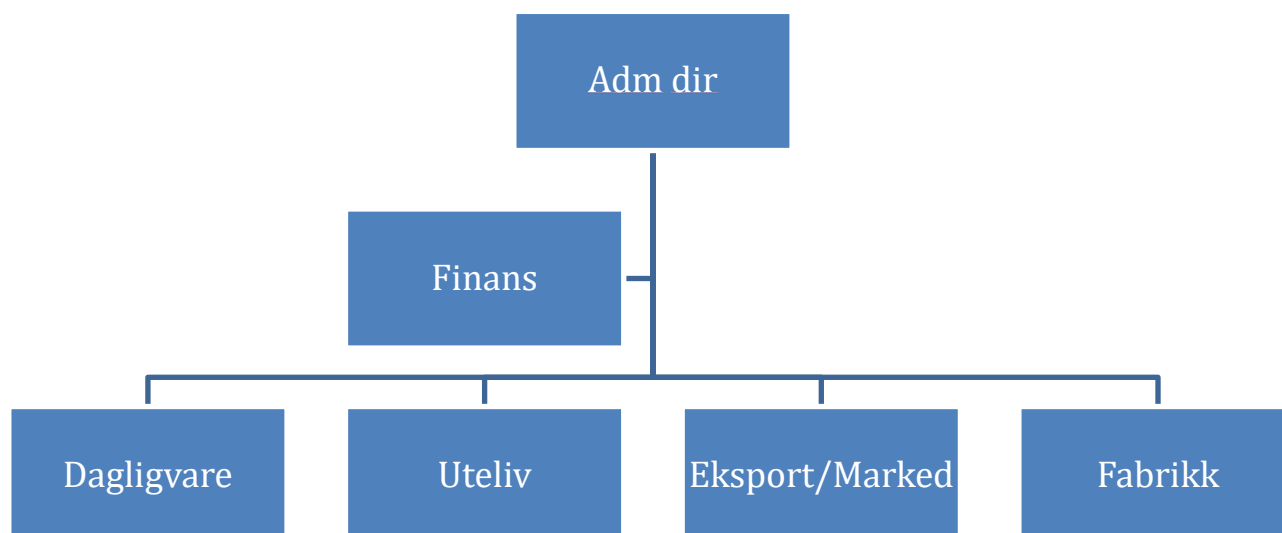 Adm dir
Finans
Dagligvare
Uteliv
Eksport/Marked
Fabrikk